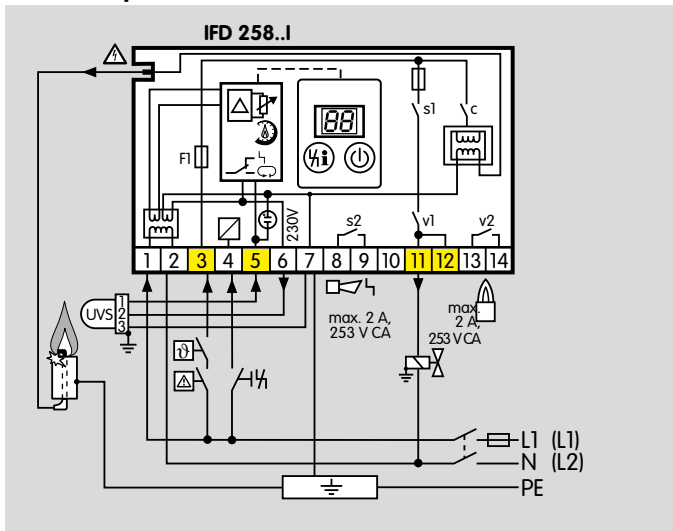 IFD 258..I
88
s1
c
F1
i
230V
s2
v1
v2
1 2 3 4 5 6 7 8 9 10 11 12 13 14
UVS
1
2
3
max. 2 A,
253 V CA
max.
2 A,
253 V CA
ϑ
L1 (L1)
N (L2)
PE